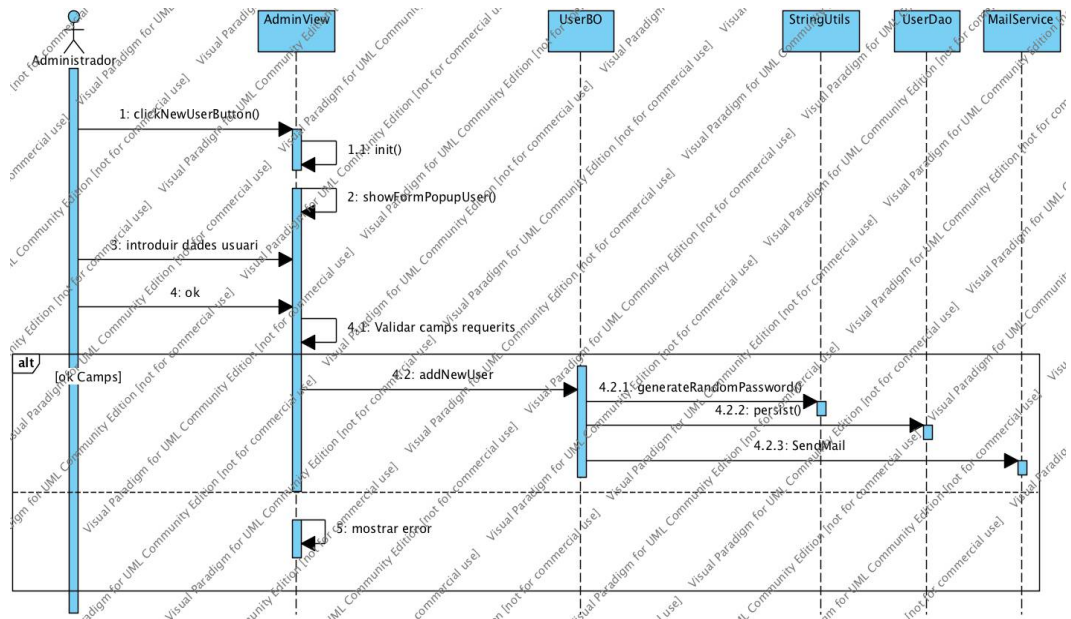 Administrador
AdminView
UserBO
StringUtils
UserDao
MailService
1: clickNewUserButton()
1.1: init()
2: showFormPopupUser()
3: introduir dades usuari
4: ok
4.1: Validar camps requerits
alt
[ok Camps]
4.2: addNewUser
4.2.1: generateRandomPassword()
4.2.2: persist()
4.2.3: SendMail
5: mostrar error
Visual Paradigm for UML Community Edition [not for commercial use]